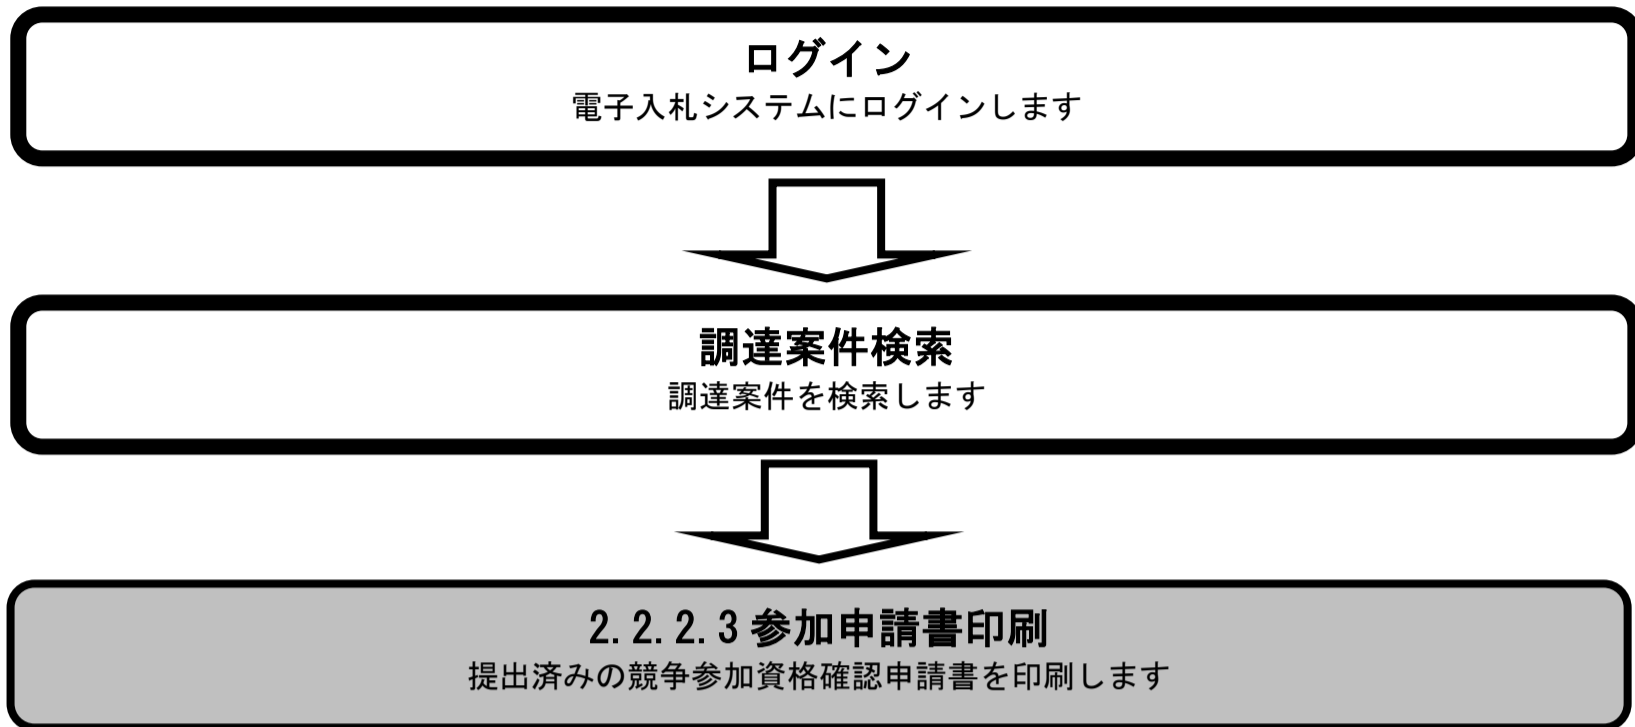 ログイン
電子入札システムにログインします
調達案件検索
調達案件を検索します
2.2.2.3 参加申請書印刷
提出済みの競争参加資格確認申請書を印刷します